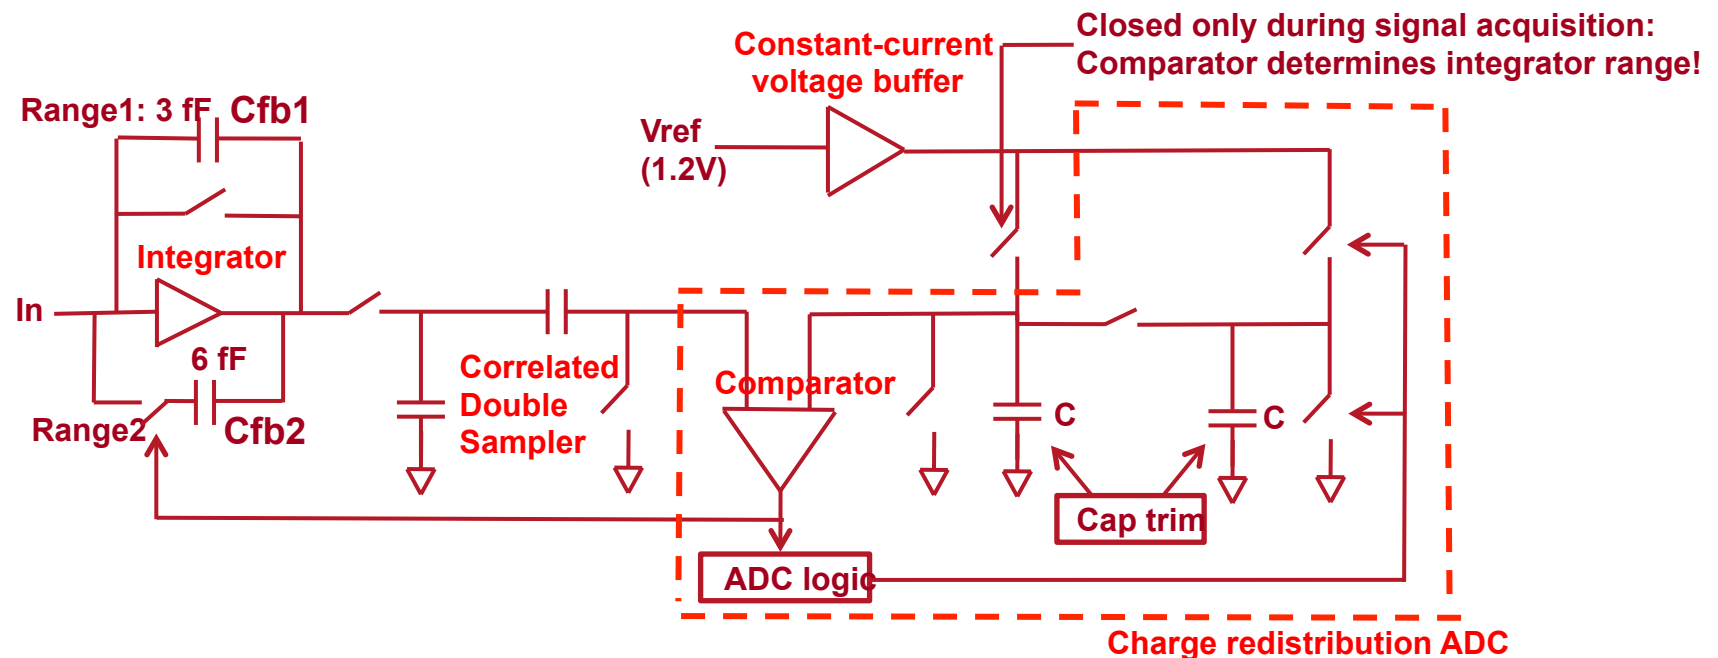 Closed only during signal acquisition:
Comparator determines integrator range!
Constant-current
voltage buffer
Range1: 3 fF Cfb1
Vref
(1.2V)
Integrator
In
6 fF
Range2
Cfb2
Correlated
Double
Sampler
Comparator
C
C
Cap trim
ADC logic
Charge redistribution ADC